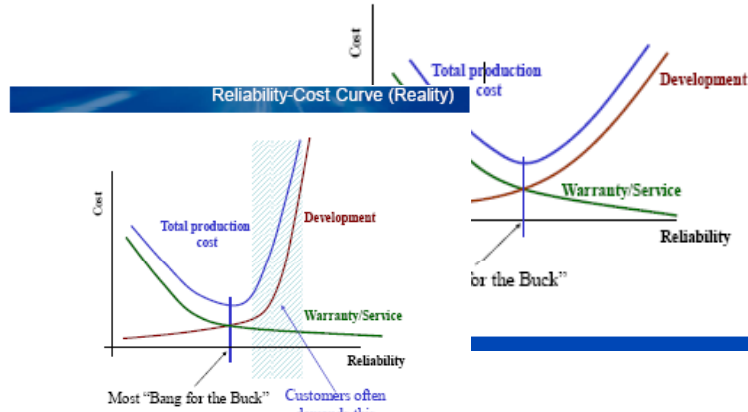 Cost
Total production
cost
Development
Warranty/Service
Reliability
for the Buck"
Reliability-Cost Curve (Reality)
Cost
Total production
cost
Development
Warranty/Service
Reliability
Most "Bang for the Buck"
Customers often